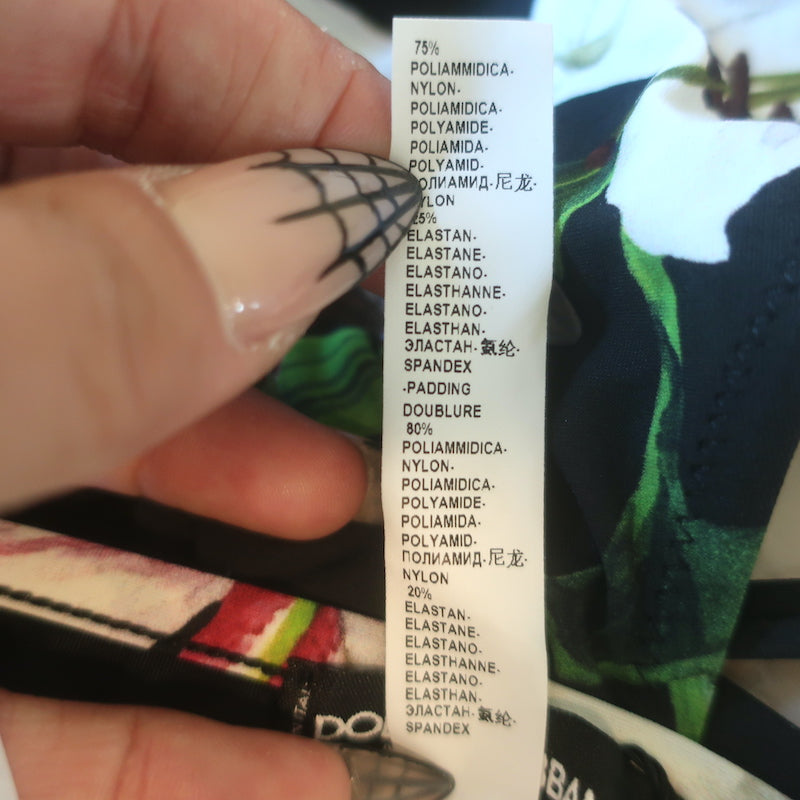 75%
POLIAMMIDICA·
NYLON·
POLIAMIDICA·
POLYAMIDE·
POLIAMIDA·
POLYAMID·
ПОЛИАМИД·尼龙·
NYLON
25%
ELASTAN·
ELASTANE·
ELASTANO·
ELASTHANNE·
ELASTANO·
ELASTHAN·
ЭЛАСТАН·氨纶·
SPANDEX
·PADDING
DOUBLURE
80%
POLIAMMIDICA·
NYLON·
POLIAMIDICA·
POLYAMIDE·
POLIAMIDA·
POLYAMID·
ПОЛИАМИД·尼龙·
NYLON
20%
ELASTAN·
ELASTANE·
ELASTANO·
ELASTHANNE·
ELASTANO·
ELASTHAN·
ЭЛАСТАН·氨纶·
SPANDEX